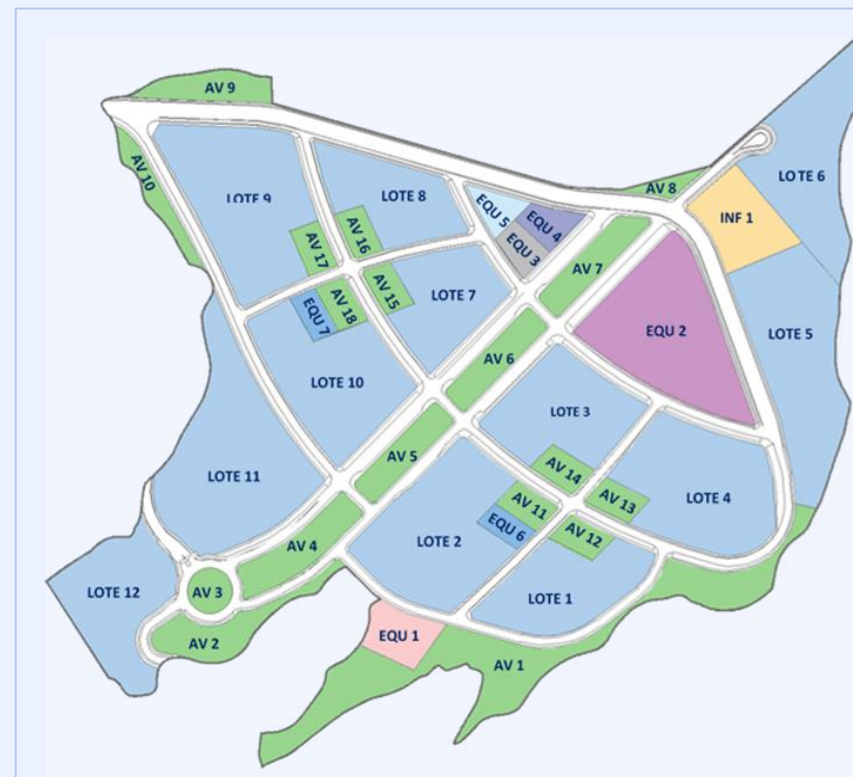 AV 9
AV 10
LOTE 9
LOTE 8
AV 8
LOTE 6
INF 1
EQU 5
EQU 4
EQU 3
AV 16
AV 17
AV 7
AV 15
LOTE 7
EQU 7
AV 18
EQU 2
LOTE 5
AV 6
LOTE 10
LOTE 3
AV 5
AV 14
LOTE 11
AV 11
AV 13
LOTE 4
EQU 6
AV 12
LOTE 2
AV 4
LOTE 12
AV 3
LOTE 1
AV 2
EQU 1
AV 1